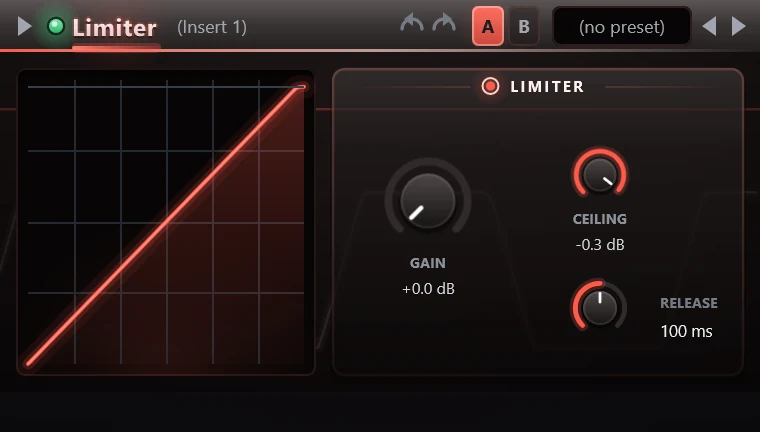 Limiter (Insert 1) A B (no preset)
LIMITER
GAIN
+0.0 dB
CEILING
-0.3 dB
RELEASE
100 ms